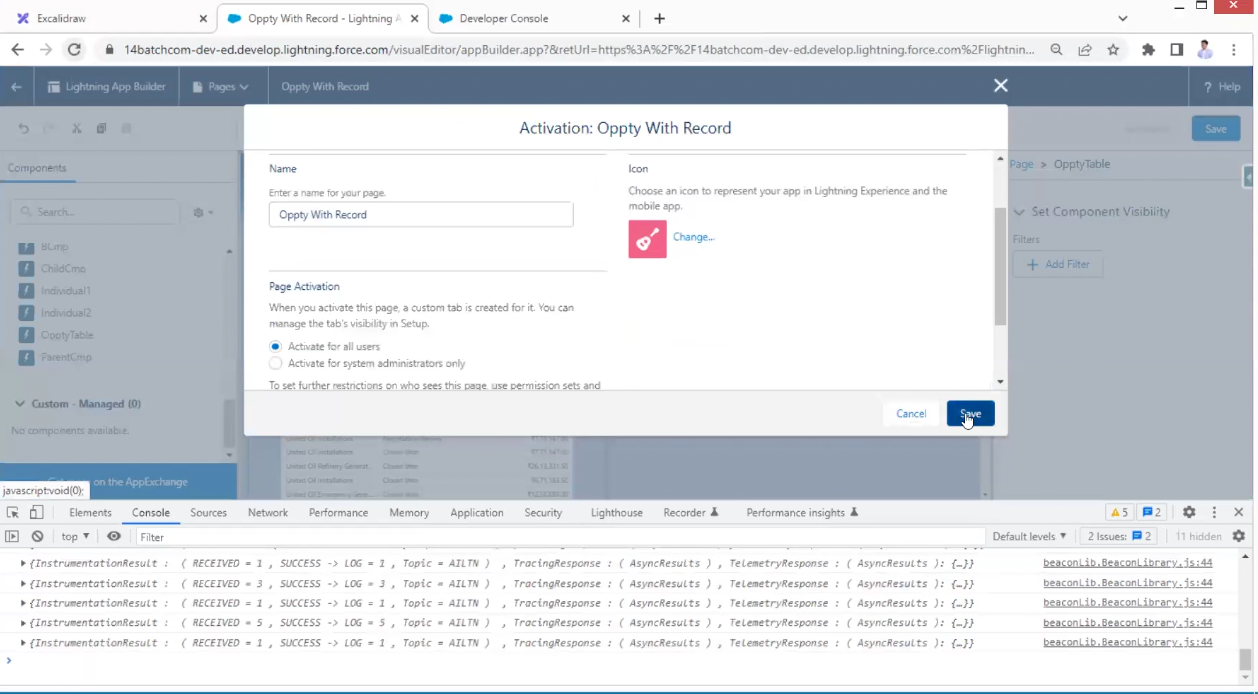 Excalidraw
Oppty With Record - Lightning A
Developer Console
14batchcom-dev-ed.develop.lightning.force.com/visualEditor/appBuilder.app?&retUrl=https%3A%2F%2F14batchcom-dev-ed.develop.lightning.force.com%2Flightnin...
Lightning App Builder
Pages
Oppty With Record
? Help
Activation: Oppty With Record
Save
Components
Page > OpptyTable
Search...
Set Component Visibility
Filters
+ Add Filter
BCmp
ChildCmp
Individual1
Individual2
OpptyTable
ParentCmp
Custom - Managed (0)
No components available.
on the AppExchange
Name
Enter a name for your page.
Oppty With Record
Icon
Choose an icon to represent your app in Lightning Experience and the
mobile app.
Change...
Page Activation
When you activate this page, a custom tab is created for it. You can
manage the tab's visibility in Setup.
Activate for all users
Activate for system administrators only
To set further restrictions on who sees this page, use permission sets and
Cancel
Save
javascript:void(0);
Elements
Console
Sources
Network
Performance
Memory
Application
Security
Lighthouse
Recorder
Performance insights
5
2
top
Filter
Default levels
2 Issues: 2
11 hidden
{InstrumentationResult : ( RECEIVED = 1 , SUCCESS -> LOG = 1 , Topic = AILTN ) , TracingResponse : ( AsyncResults ) , TelemetryResponse : ( AsyncResults ): {…}} beaconLib.BeaconLibrary.js:44
{InstrumentationResult : ( RECEIVED = 3 , SUCCESS -> LOG = 3 , Topic = AILTN ) , TracingResponse : ( AsyncResults ) , TelemetryResponse : ( AsyncResults ): {…}} beaconLib.BeaconLibrary.js:44
{InstrumentationResult : ( RECEIVED = 1 , SUCCESS -> LOG = 1 , Topic = AILTN ) , TracingResponse : ( AsyncResults ) , TelemetryResponse : ( AsyncResults ): {…}} beaconLib.BeaconLibrary.js:44
{InstrumentationResult : ( RECEIVED = 5 , SUCCESS -> LOG = 5 , Topic = AILTN ) , TracingResponse : ( AsyncResults ) , TelemetryResponse : ( AsyncResults ): {…}} beaconLib.BeaconLibrary.js:44
{InstrumentationResult : ( RECEIVED = 1 , SUCCESS -> LOG = 1 , Topic = AILTN ) , TracingResponse : ( AsyncResults ) , TelemetryResponse : ( AsyncResults ): {…}} beaconLib.BeaconLibrary.js:44